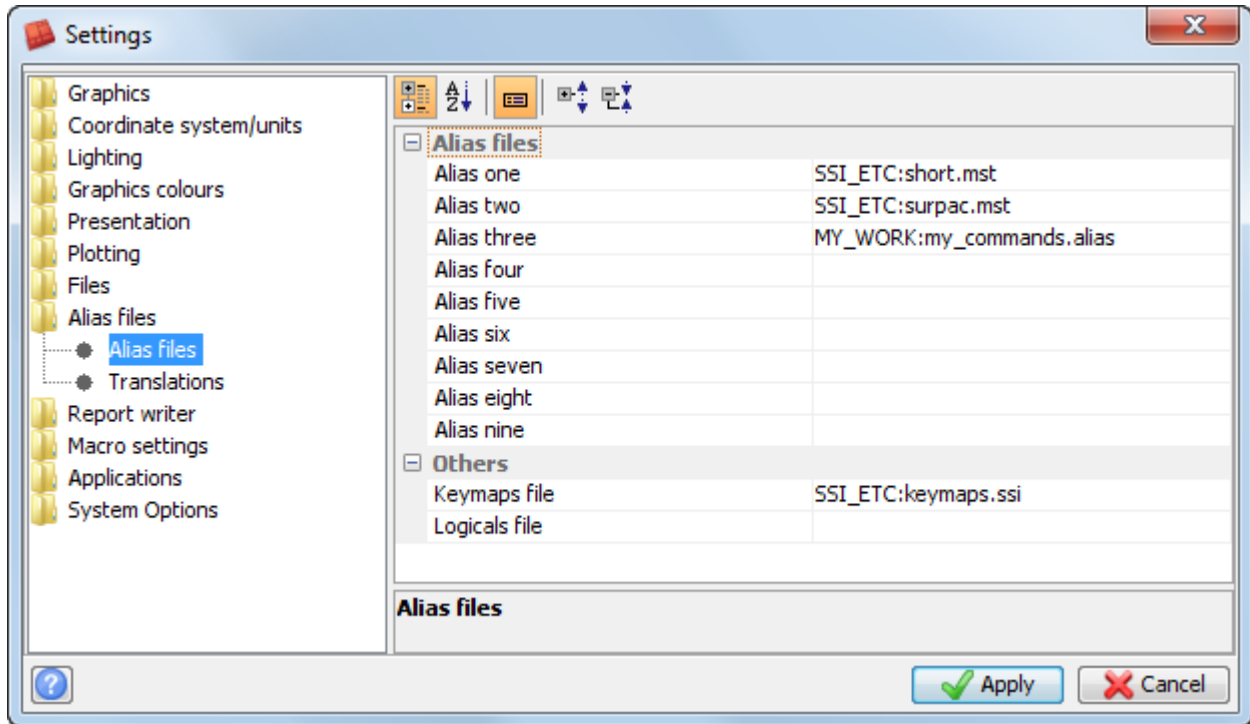 Settings
Graphics
Coordinate system/units
Lighting
Graphics colours
Presentation
Plotting
Files
Alias files
Alias files
Translations
Report writer
Macro settings
Applications
System Options
Alias files
Alias one SSI_ETC:short.mst
Alias two SSI_ETC:surpac.mst
Alias three MY_WORK:my_commands.alias
Alias four
Alias five
Alias six
Alias seven
Alias eight
Alias nine
Others
Keymaps file SSI_ETC:keymaps.ssi
Logicals file
Alias files
Apply Cancel